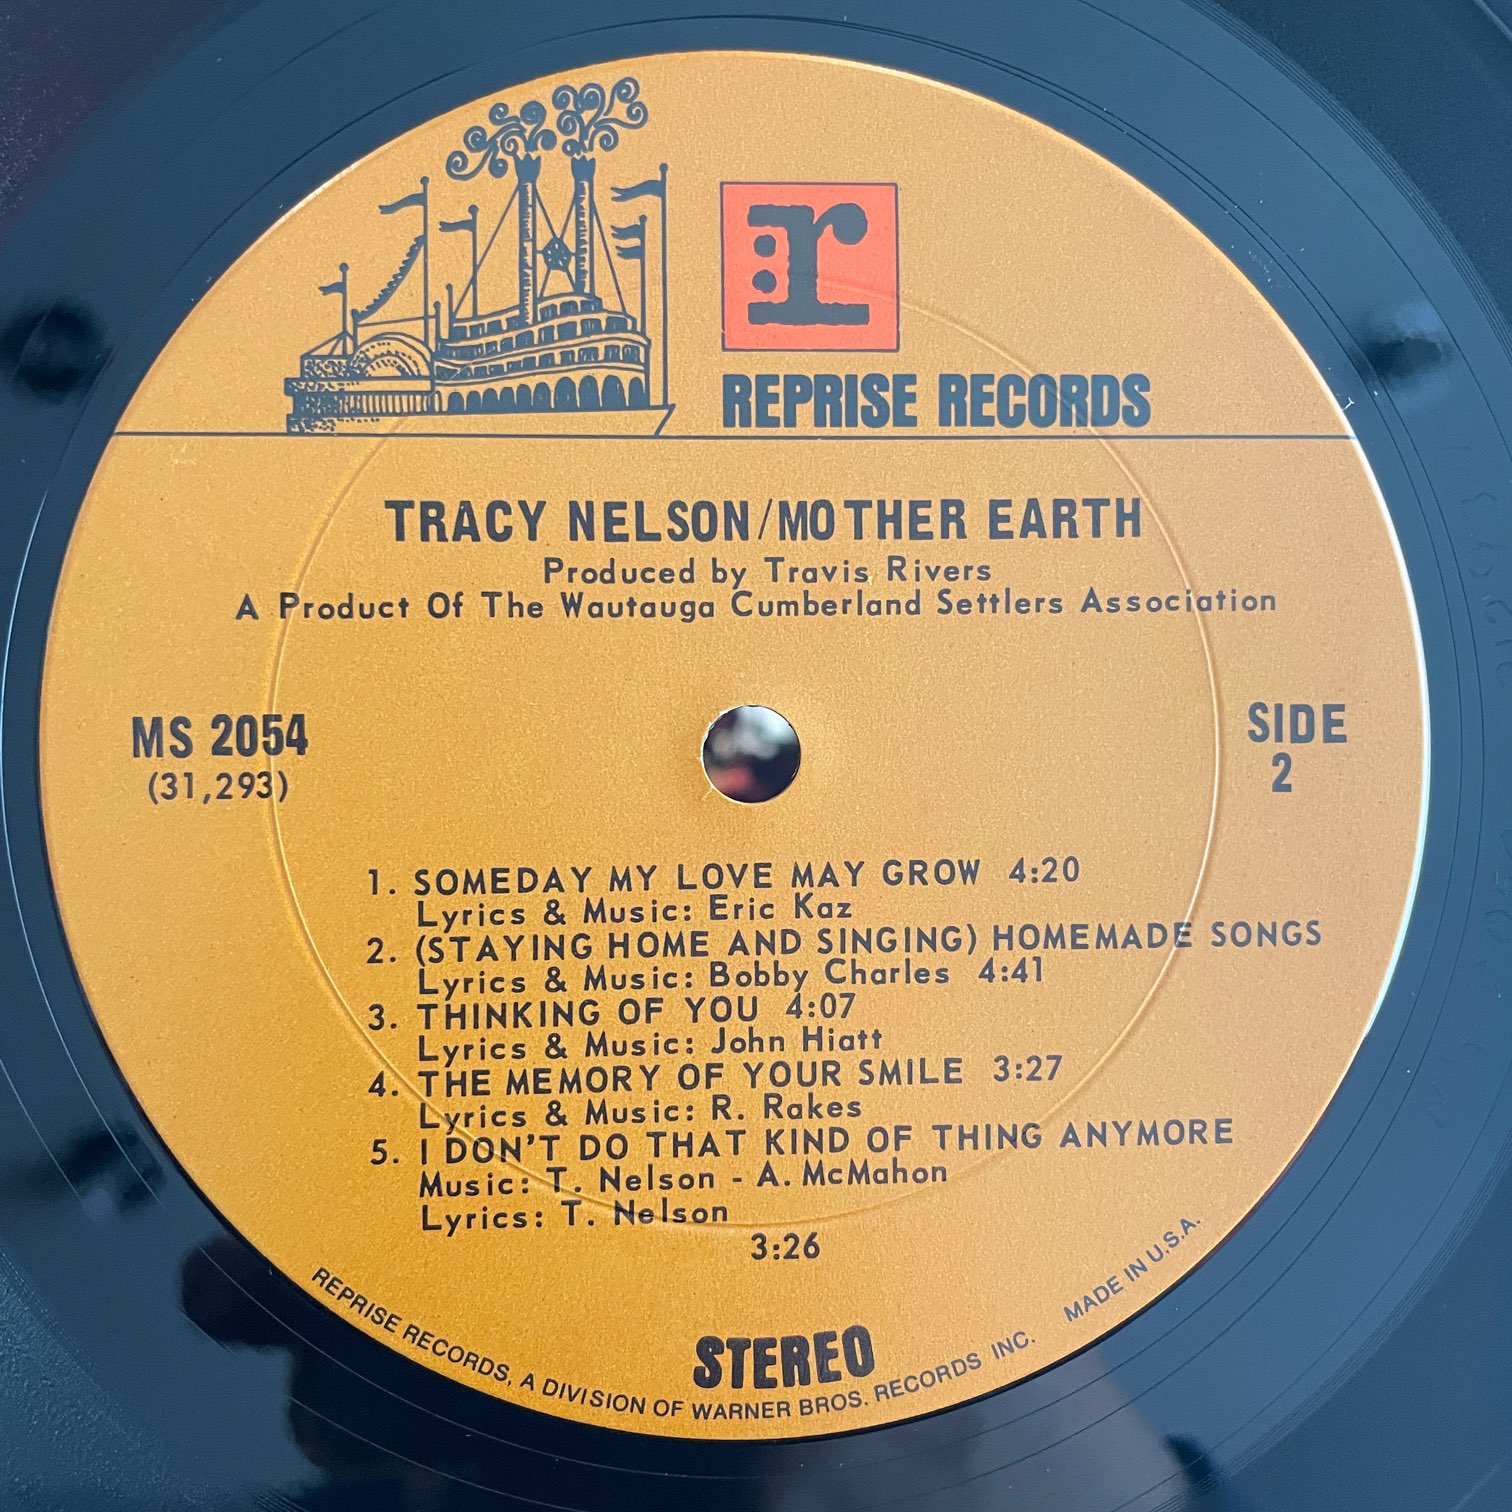 r
REPRISE RECORDS
TRACY NELSON/MOTHER EARTH
Produced by Travis Rivers
A Product Of The Wautauga Cumberland Settlers Association
MS 2054
(31,293)
SIDE
2
1. SOMEDAY MY LOVE MAY GROW 4:20
Lyrics & Music: Eric Kaz
2. (STAYING HOME AND SINGING) HOMEMADE SONGS
Lyrics & Music: Bobby Charles 4:41
3. THINKING OF YOU 4:07
Lyrics & Music: John Hiatt
4. THE MEMORY OF YOUR SMILE 3:27
Lyrics & Music: R. Rakes
5. I DON'T DO THAT KIND OF THING ANYMORE
Music: T. Nelson - A. McMahon
Lyrics: T. Nelson
3:26
STEREO
REPRISE RECORDS, A DIVISION OF WARNER BROS. RECORDS INC. MADE IN U.S.A.